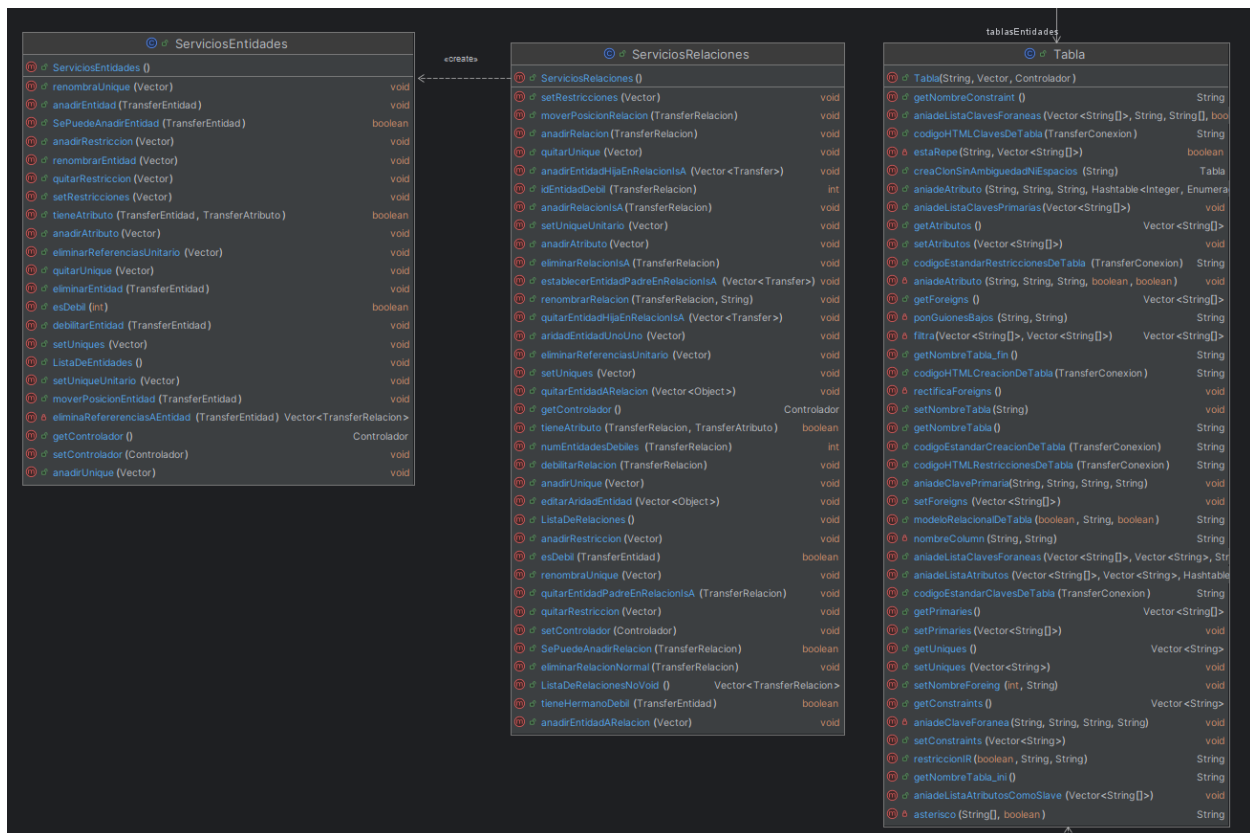 ServiciosEntidades
ServiciosEntidades ()
renombraUnique (Vector) void
anadirEntidad (TransferEntidad) void
SePuedeAnadirEntidad (TransferEntidad) boolean
anadirRestriccion (Vector) void
renombrarEntidad (Vector) void
quitarRestriccion (Vector) void
setRestricciones (Vector) void
tieneAtributo (TransferEntidad, TransferAtributo) boolean
anadirAtributo (Vector) void
eliminarReferenciasUnitario (Vector) void
quitarUnique (Vector) void
eliminarEntidad (TransferEntidad) void
esDebil (int) boolean
debilitarEntidad (TransferEntidad) void
setUniques (Vector) void
ListaDeEntidades () void
setUniqueUnitario (Vector) void
moverPosicionEntidad (TransferEntidad) void
eliminaRefererenciasAEntidad (TransferEntidad) Vector<TransferRelacion>
getControlador () Controlador
setControlador (Controlador) void
anadirUnique (Vector) void
«create»
ServiciosRelaciones
ServiciosRelaciones ()
setRestricciones (Vector) void
moverPosicionRelacion (TransferRelacion) void
anadirRelacion (TransferRelacion) void
quitarUnique (Vector) void
anadirEntidadHijaEnRelacionIsA (Vector<Transfer>) void
idEntidadDebil (TransferRelacion) int
anadirRelacionIsA (TransferRelacion) void
setUniqueUnitario (Vector) void
anadirAtributo (Vector) void
eliminarRelacionIsA (TransferRelacion) void
establecerEntidadPadreEnRelacionIsA (Vector<Transfer>) void
renombrarRelacion (TransferRelacion, String) void
quitarEntidadHijaEnRelacionIsA (Vector<Transfer>) void
aridadEntidadUnoUno (Vector) void
eliminarReferenciasUnitario (Vector) void
setUniques (Vector) void
quitarEntidadARelacion (Vector<Object>) void
getControlador () Controlador
tieneAtributo (TransferRelacion, TransferAtributo) boolean
numEntidadesDebiles (TransferRelacion) int
debilitarRelacion (TransferRelacion) void
anadirUnique (Vector) void
editarAridadEntidad (Vector<Object>) void
ListaDeRelaciones () void
anadirRestriccion (Vector) void
esDebil (TransferEntidad) boolean
renombraUnique (Vector) void
quitarEntidadPadreEnRelacionIsA (TransferRelacion) void
quitarRestriccion (Vector) void
setControlador (Controlador) void
SePuedeAnadirRelacion (TransferRelacion) boolean
eliminarRelacionNormal (TransferRelacion) void
ListaDeRelacionesNoVoid () Vector<TransferRelacion>
tieneHermanoDebil (TransferEntidad) boolean
anadirEntidadARelacion (Vector) void
tablasEntidades
Tabla
Tabla(String, Vector, Controlador)
getNombreConstraint () String
aniadeListaClavesForaneas (Vector<String[]>, String, String[], boo
codigoHTMLClavesDeTabla (TransferConexion) String
estaRepe (String, Vector<String[]>) boolean
creaClonSinAmbiguedadNiEspacios (String) Tabla
aniadeAtributo (String, String, String, Hashtable<Integer, Enumera
aniadeListaClavesPrimarias (Vector<String[]>) void
getAtributos () Vector<String[]>
setAtributos (Vector<String[]>) void
codigoEstandarRestriccionesDeTabla (TransferConexion) String
aniadeAtributo (String, String, String, boolean, boolean) void
getForeigns () Vector<String[]>
ponGuionesBajos (String, String) String
filtra(Vector<String[]>, Vector<String[]>) Vector<String[]>
getNombreTabla_fin () String
codigoHTMLCreacionDeTabla (TransferConexion) String
rectificaForeigns () void
setNombreTabla (String) void
getNombreTabla () String
codigoEstandarCreacionDeTabla (TransferConexion) String
codigoHTMLRestriccionesDeTabla (TransferConexion) String
aniadeClavePrimaria(String, String, String, String) void
setForeigns (Vector<String[]>) void
modeloRelacionalDeTabla (boolean, String, boolean) String
nombreColumn (String, String) String
aniadeListaClavesForaneas (Vector<String[]>, Vector<String>, Str
aniadeListaAtributos (Vector<String[]>, Vector<String>, Hashtable
codigoEstandarClavesDeTabla (TransferConexion) String
getPrimaries () Vector<String[]>
setPrimaries (Vector<String[]>) void
getUniques () Vector<String>
setUniques (Vector<String>) void
setNombreForeing (int, String) void
getConstraints () Vector<String>
aniadeClaveForanea (String, String, String, String) void
setConstraints (Vector<String>) void
restriccionIR (boolean, String, String) String
getNombreTabla_ini () String
aniadeListaAtributosComoSlave (Vector<String[]>) void
asterisco (String[], boolean) String